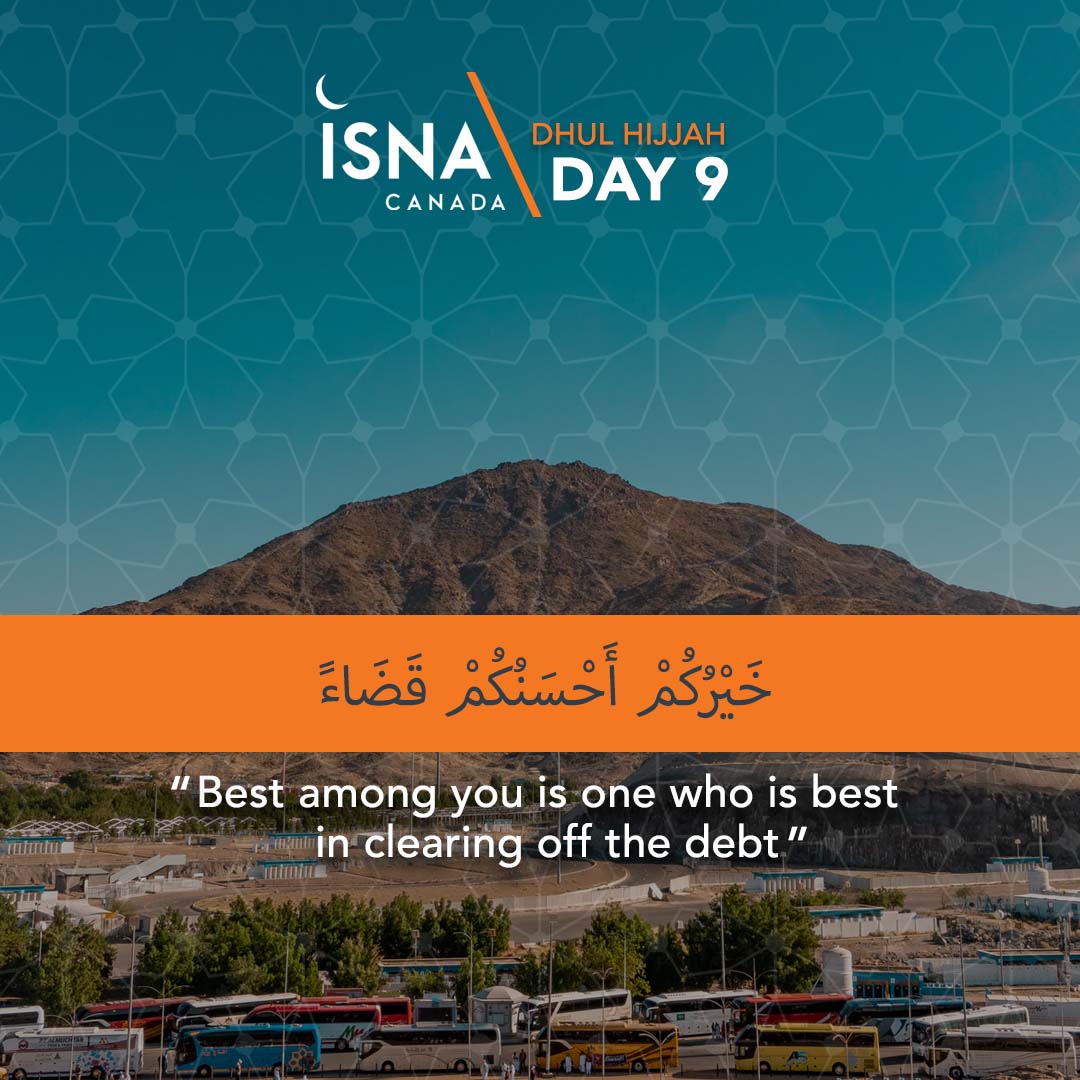 ISNA
CANADA
DHUL HIJJAH
DAY 9
خَيْرُكُمْ أَحْسَنُكُمْ قَضَاءً
“Best among you is one who is best
in clearing off the debt”